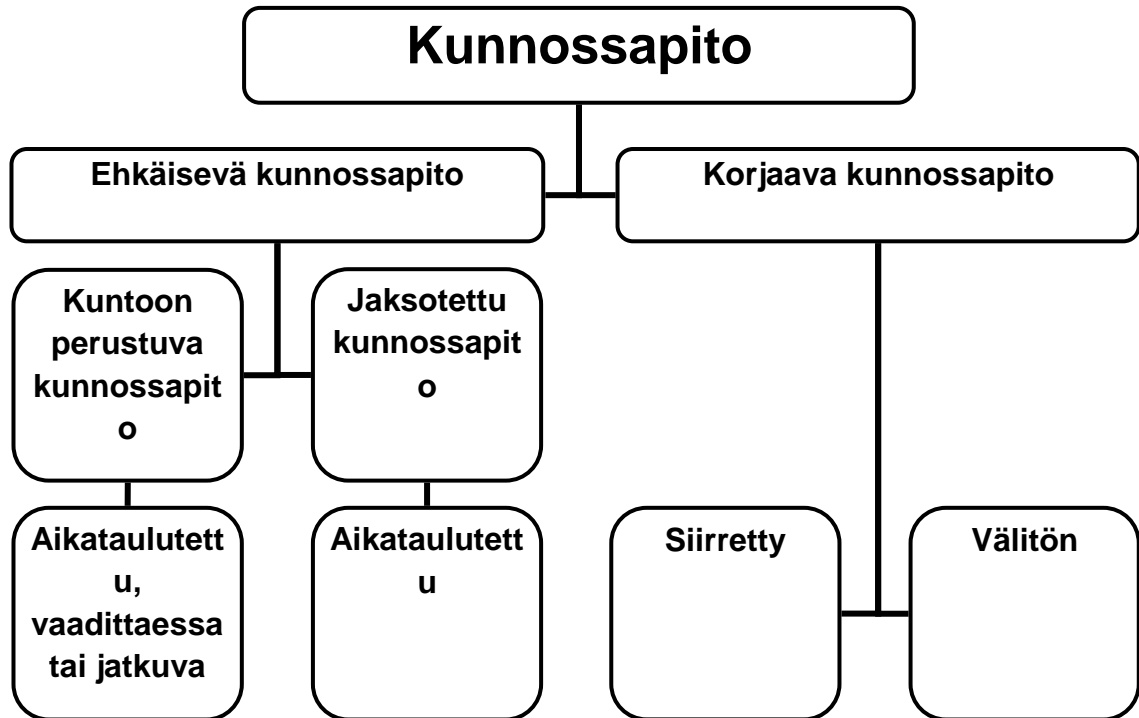 Kunnossapito
Ehkäisevä kunnossapito
Korjaava kunnossapito
Kuntoon
perustuva
kunnossapit
o
Jaksotettu
kunnossapit
o
Aikataulutett
u,
vaadittaessa
tai jatkuva
Aikataulutett
u
Siirretty
Välitön